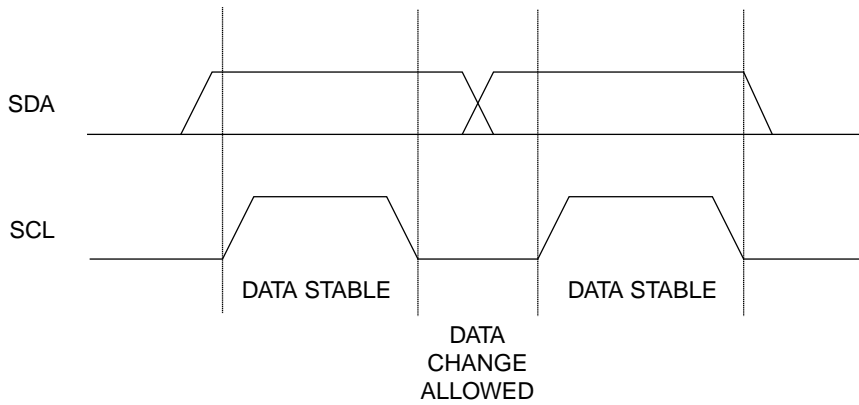 SDA
SCL
DATA STABLE
DATA STABLE
DATA
CHANGE
ALLOWED